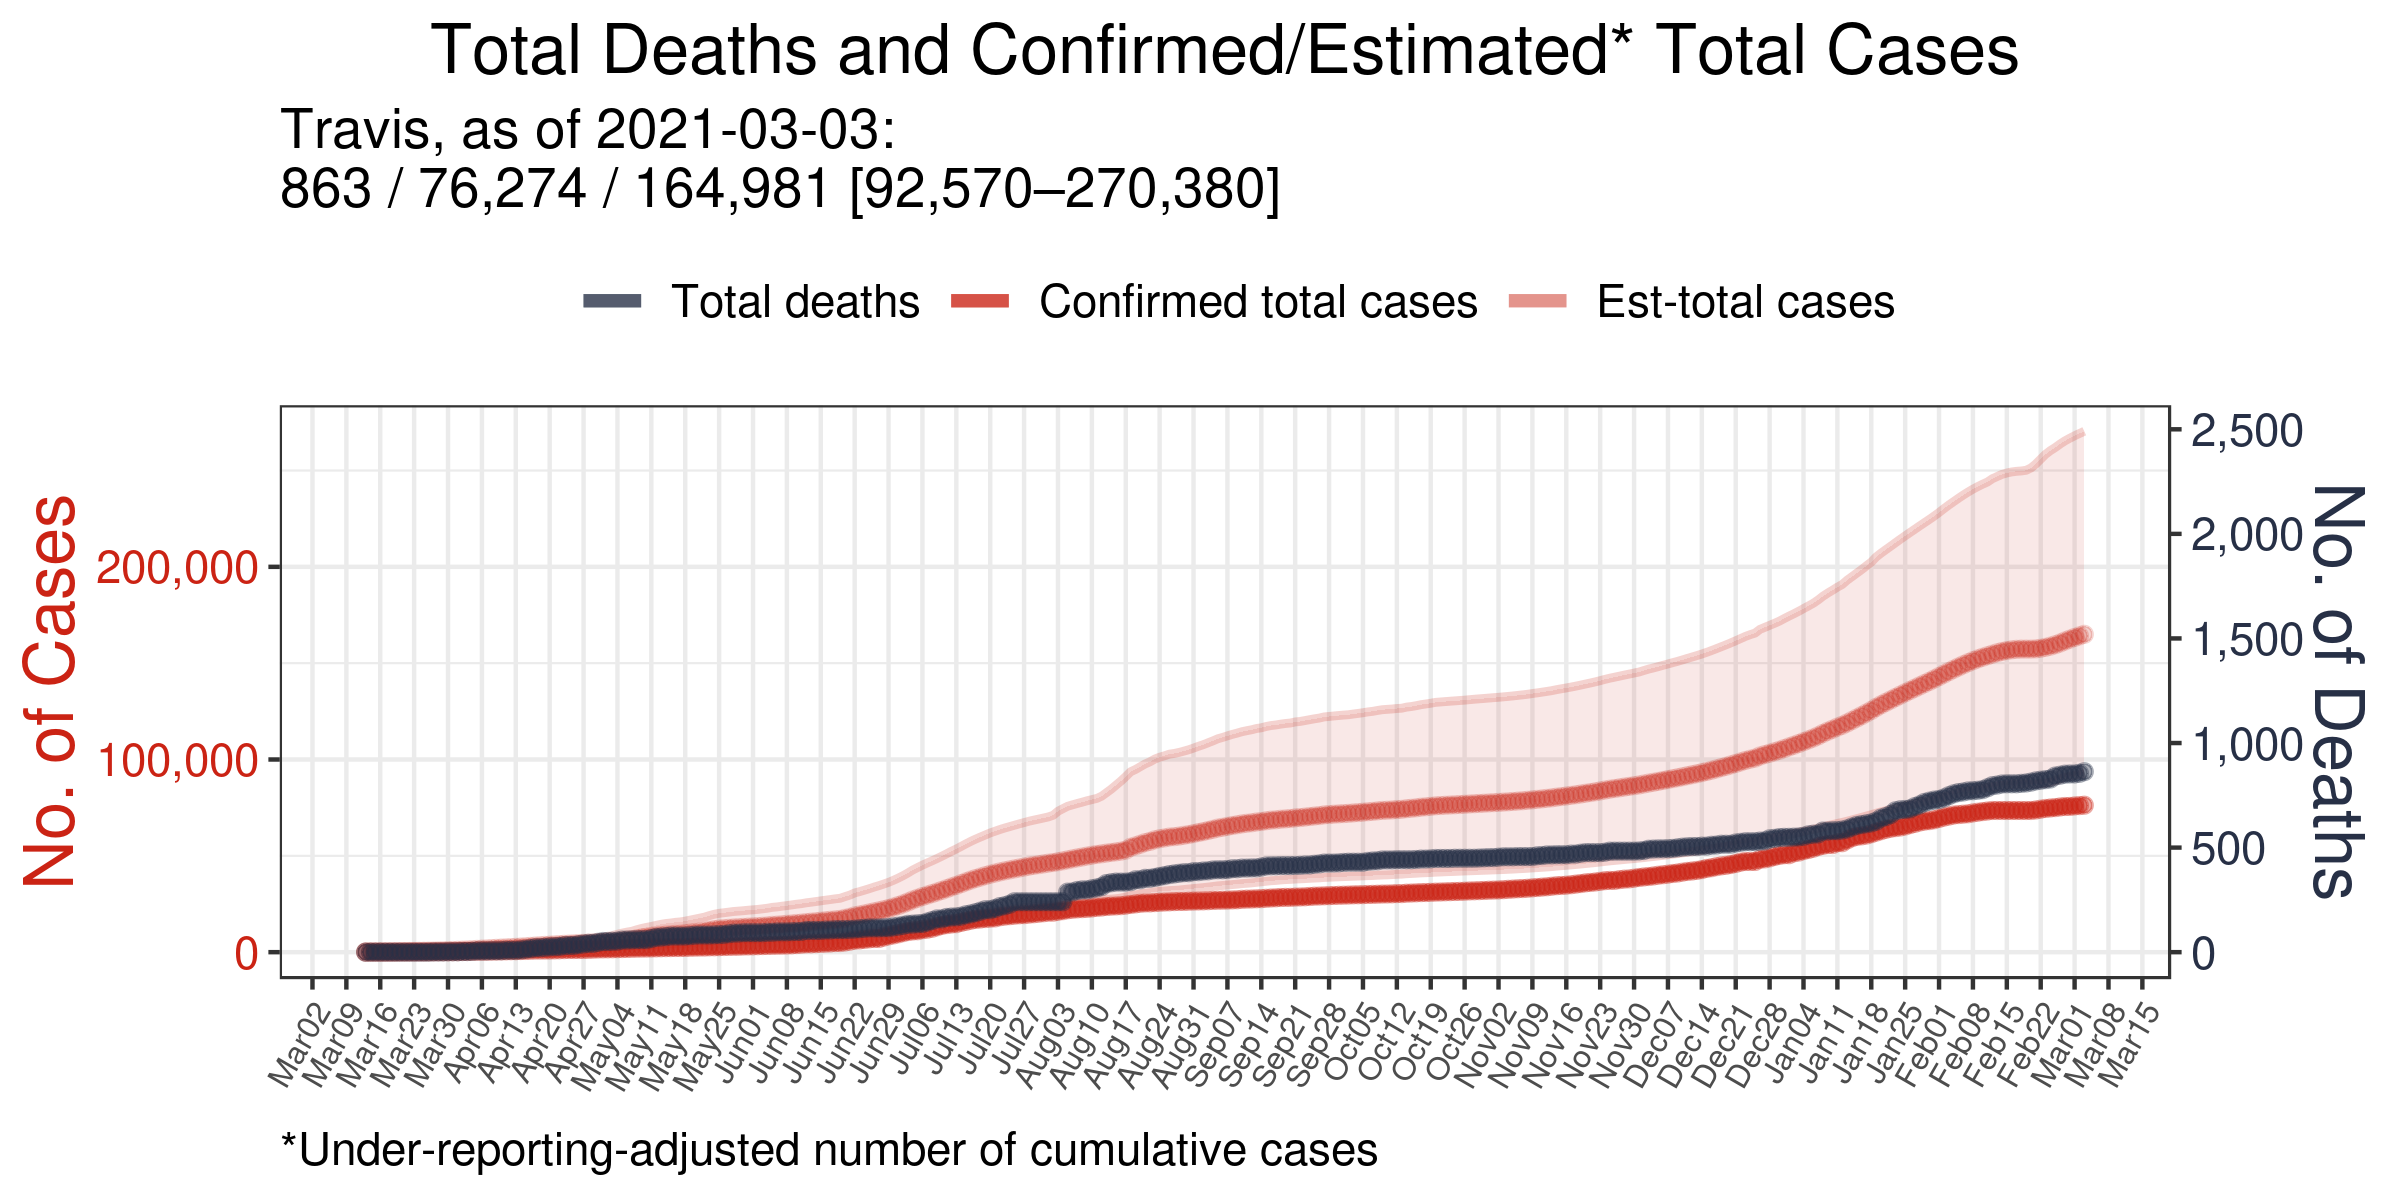 Total Deaths and Confirmed/Estimated* Total Cases
Travis, as of 2021-03-03:
863 / 76,274 / 164,981 [92,570–270,380]
Total deaths
Confirmed total cases
Est-total cases
No. of Cases
200,000
100,000
0
2,500
2,000
1,500
1,000
500
0
No. of Deaths
Mar02
Mar09
Mar16
Mar23
Mar30
Apr06
Apr13
Apr20
Apr27
May04
May11
May18
May25
Jun01
Jun08
Jun15
Jun22
Jun29
Jul06
Jul13
Jul20
Jul27
Aug03
Aug10
Aug17
Aug24
Aug31
Sep07
Sep14
Sep21
Sep28
Oct05
Oct12
Oct19
Oct26
Nov02
Nov09
Nov16
Nov23
Nov30
Dec07
Dec14
Dec21
Dec28
Jan04
Jan11
Jan18
Jan25
Feb01
Feb08
Feb15
Feb22
Mar01
Mar08
Mar15
*Under-reporting-adjusted number of cumulative cases